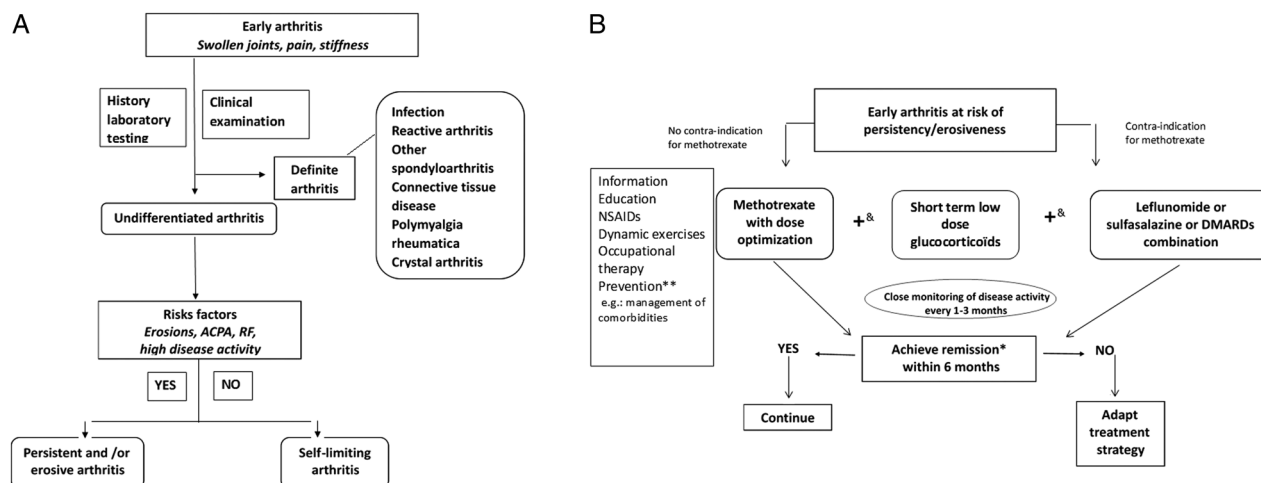 A
Early arthritis
Swollen joints, pain, stiffness
History
laboratory
testing
Clinical
examination
Definite
arthritis
Infection
Reactive arthritis
Other
spondyloarthritis
Connective tissue
disease
Polymyalgia
rheumatica
Crystal arthritis
Undifferentiated arthritis
Risks factors
Erosions, ACPA, RF,
high disease activity
YES
NO
Persistent and /or
erosive arthritis
Self-limiting
arthritis
B
Early arthritis at risk of
persistency/erosiveness
No contra-indication
for methotrexate
Contra-indication
for methotrexate
Information
Education
NSAIDs
Dynamic exercises
Occupational
therapy
Prevention**
e.g.: management of
comorbidities
Methotrexate
with dose
optimization
+&
Short term low
dose
glucocorticoïds
+&
Leflunomide or
sulfasalazine or DMARDs
combination
Close monitoring of disease activity
every 1-3 months
Achieve remission*
within 6 months
YES
NO
Continue
Adapt
treatment
strategy